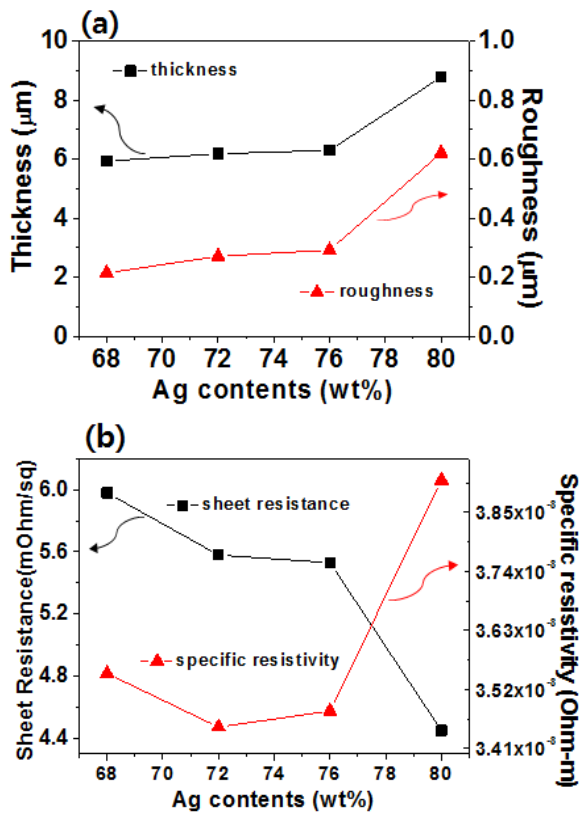 (a)
10
8
6
4
2
0
Thickness (μm)
thickness
roughness
1.0
0.8
0.6
0.4
0.2
0.0
Roughness (μm)
68 70 72 74 76 78 80
Ag contents (wt%)
(b)
6.0
5.6
5.2
4.8
4.4
Sheet Resistance(mOhm/sq)
sheet resistance
specific resistivity
3.85x10⁻⁸
3.74x10⁻⁸
3.63x10⁻⁸
3.52x10⁻⁸
3.41x10⁻⁸
Specific resistivity (Ohm-m)
68 70 72 74 76 78 80
Ag contents (wt%)